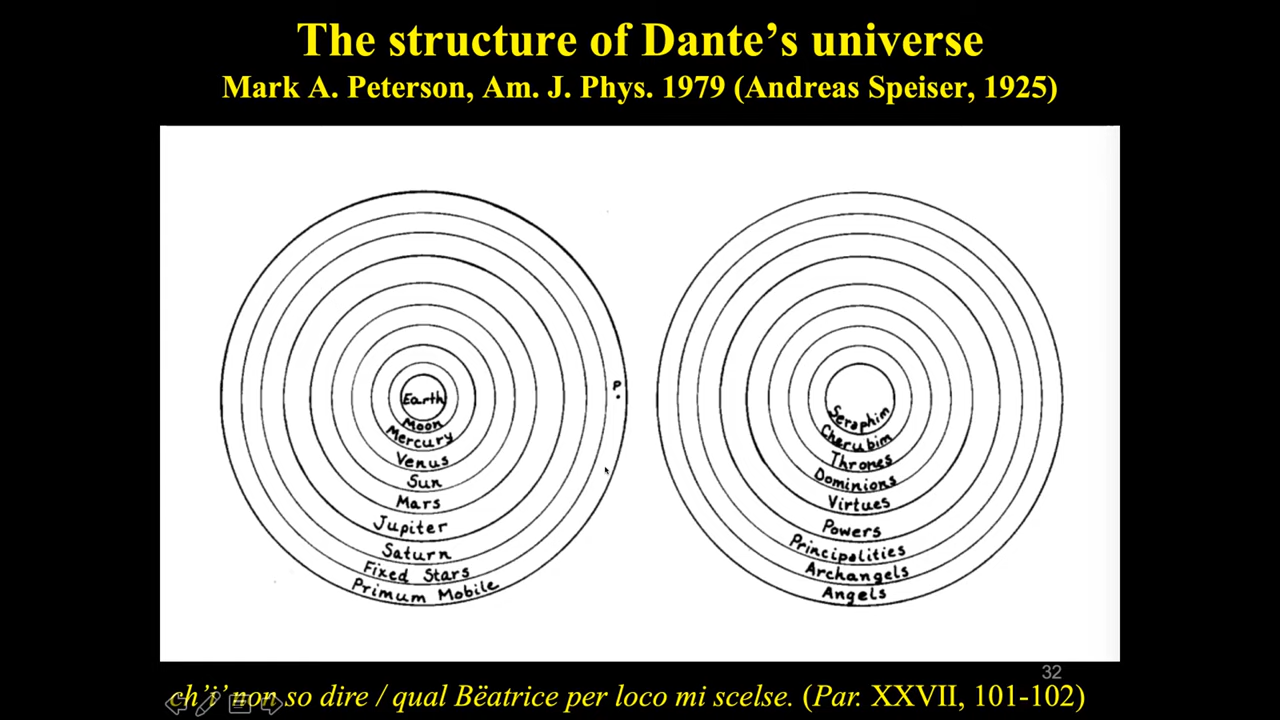 The structure of Dante’s universe
Mark A. Peterson, Am. J. Phys. 1979 (Andreas Speiser, 1925)
Earth
Moon
Mercury
Venus
Sun
Mars
Jupiter
Saturn
Fixed Stars
Primum Mobile
P
Seraphim
Cherubim
Thrones
Dominions
Virtues
Powers
Principalities
Archangels
Angels
32
ch’i’ non so dire / qual Bëatrice per loco mi scelse. (Par. XXVII, 101-102)